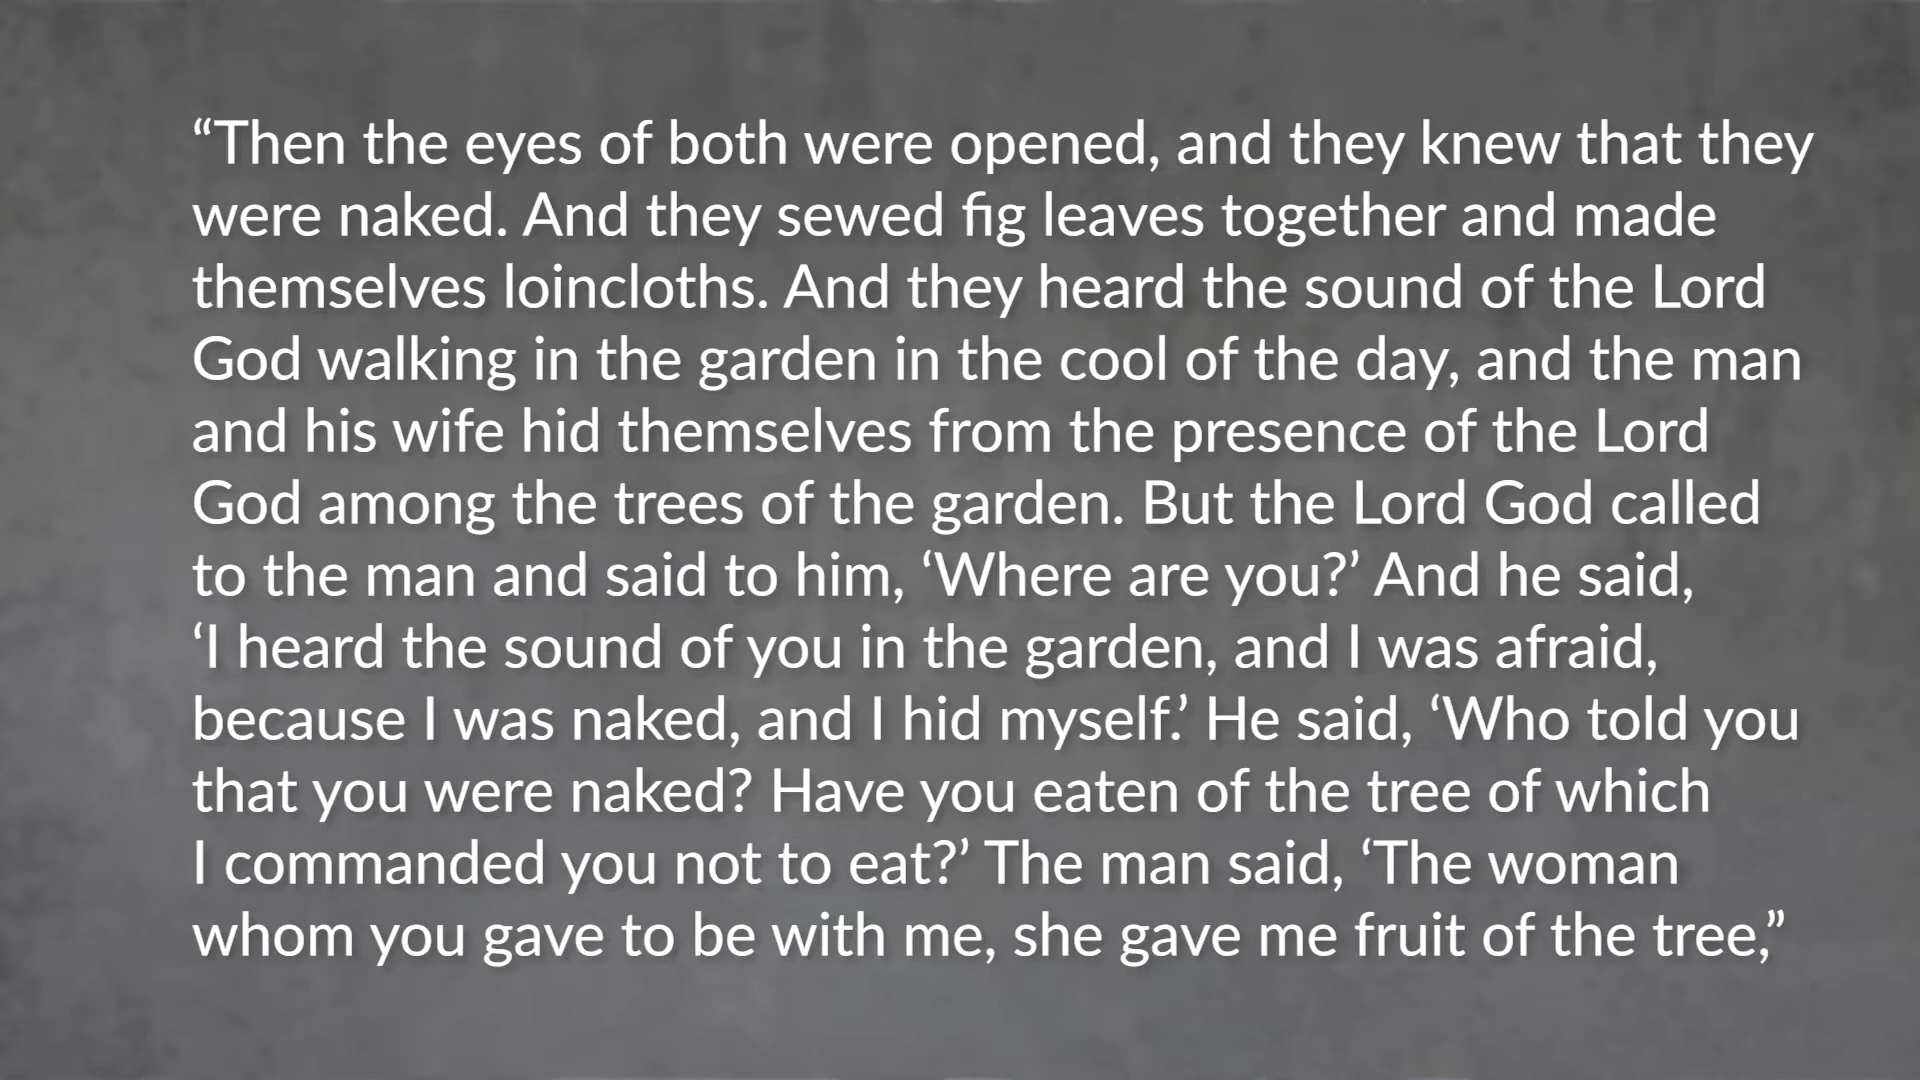 “Then the eyes of both were opened, and they knew that they
were naked. And they sewed fig leaves together and made
themselves loincloths. And they heard the sound of the Lord
God walking in the garden in the cool of the day, and the man
and his wife hid themselves from the presence of the Lord
God among the trees of the garden. But the Lord God called
to the man and said to him, ‘Where are you?’ And he said,
‘I heard the sound of you in the garden, and I was afraid,
because I was naked, and I hid myself.’ He said, ‘Who told you
that you were naked? Have you eaten of the tree of which
I commanded you not to eat?’ The man said, ‘The woman
whom you gave to be with me, she gave me fruit of the tree,”